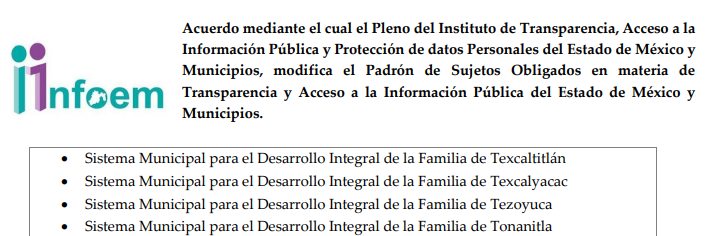 Acuerdo mediante el cual el Pleno del Instituto de Transparencia, Acceso a la
Información Pública y Protección de datos Personales del Estado de México y
Municipios, modifica el Padrón de Sujetos Obligados en materia de
Transparencia y Acceso a la Información Pública del Estado de México y
Municipios.
infoem
• Sistema Municipal para el Desarrollo Integral de la Familia de Texcaltitlán
• Sistema Municipal para el Desarrollo Integral de la Familia de Texcalyacac
• Sistema Municipal para el Desarrollo Integral de la Familia de Tezoyuca
• Sistema Municipal para el Desarrollo Integral de la Familia de Tonanitla